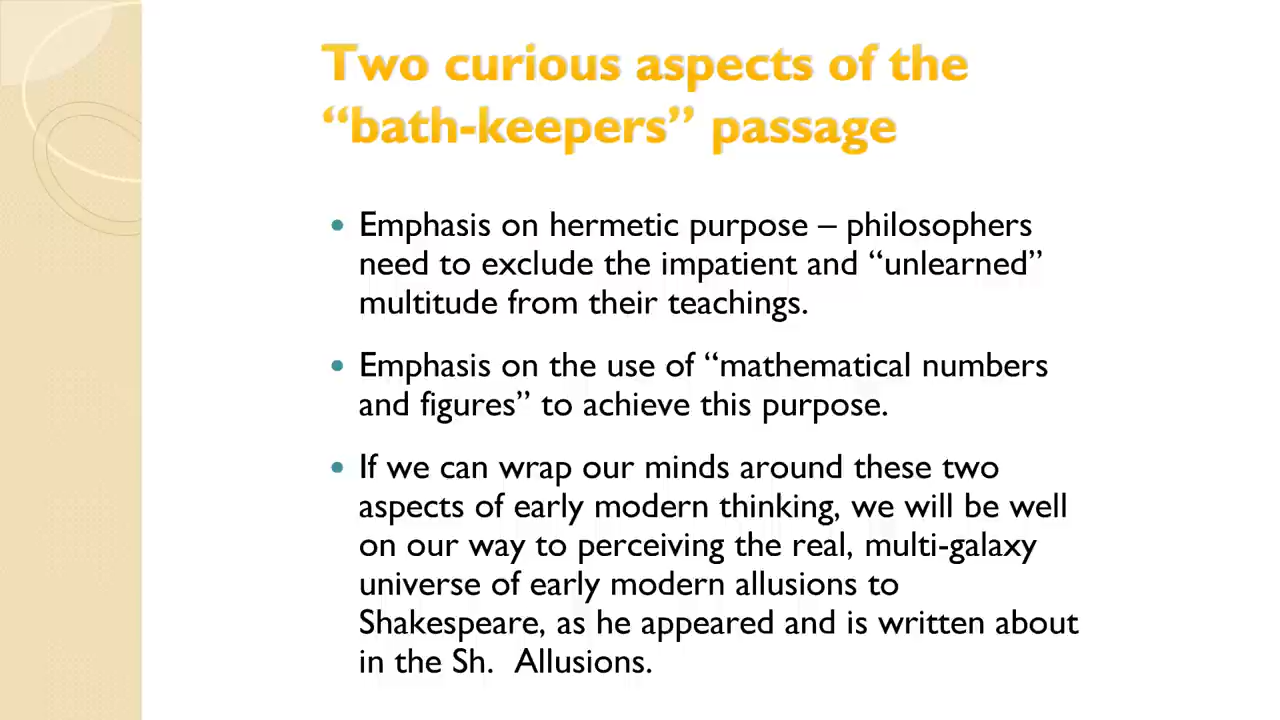 Two curious aspects of the
“bath-keepers” passage
• Emphasis on hermetic purpose – philosophers
need to exclude the impatient and “unlearned”
multitude from their teachings.
• Emphasis on the use of “mathematical numbers
and figures” to achieve this purpose.
• If we can wrap our minds around these two
aspects of early modern thinking, we will be well
on our way to perceiving the real, multi-galaxy
universe of early modern allusions to
Shakespeare, as he appeared and is written about
in the Sh.  Allusions.